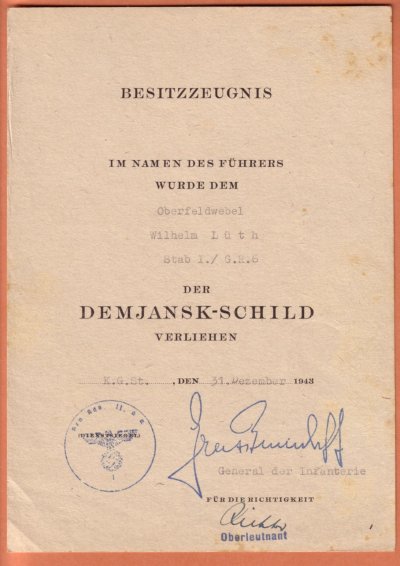 BESITZZEUGNIS
IM NAMEN DES FÜHRERS
WURDE DEM
Oberfeldwebel
Wilhelm L ü t h
Stab I./ G.R.6
DER
DEMJANSK-SCHILD
VERLIEHEN
K.G.St. , DEN 31.Dezember 1943
(DIENSTSIEGEL)
General der Infanterie
FÜR DIE RICHTIGKEIT
Oberleutnant